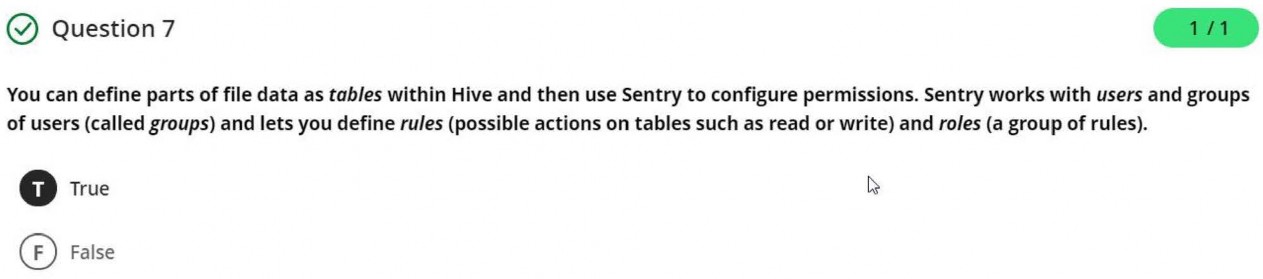 Question 7
1 / 1
You can define parts of file data as tables within Hive and then use Sentry to configure permissions. Sentry works with users and groups
of users (called groups) and lets you define rules (possible actions on tables such as read or write) and roles (a group of rules).
T True
F False